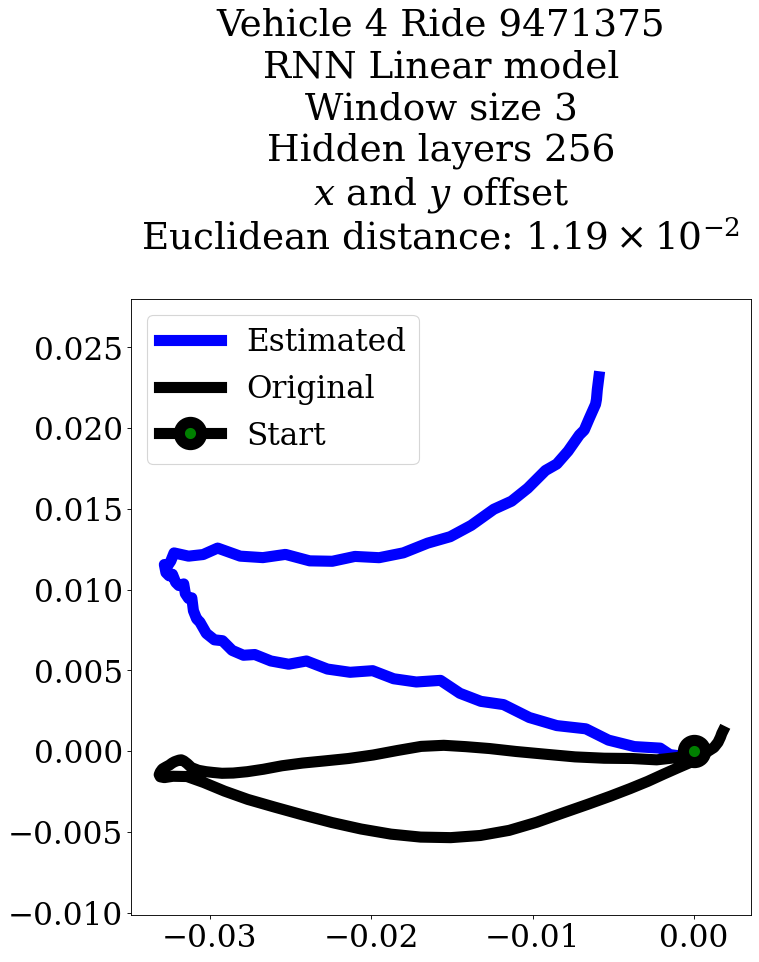 Vehicle 4 Ride 9471375
RNN Linear model
Window size 3
Hidden layers 256
x and y offset
Euclidean distance: 1.19 × 10⁻²
Estimated
Original
Start
0.025
0.020
0.015
0.010
0.005
0.000
−0.005
−0.010
−0.03 −0.02 −0.01 0.00